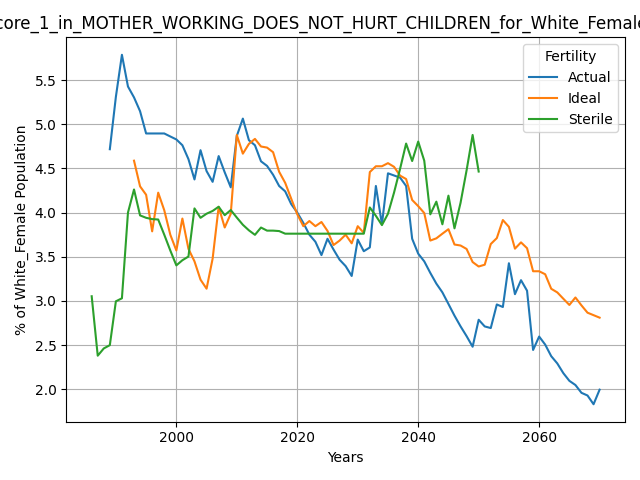 core_1_in_MOTHER_WORKING_DOES_NOT_HURT_CHILDREN_for_White_Female
Fertility
Actual
Ideal
Sterile
% of White_Female Population
5.5
5.0
4.5
4.0
3.5
3.0
2.5
2.0
2000
2020
2040
2060
Years